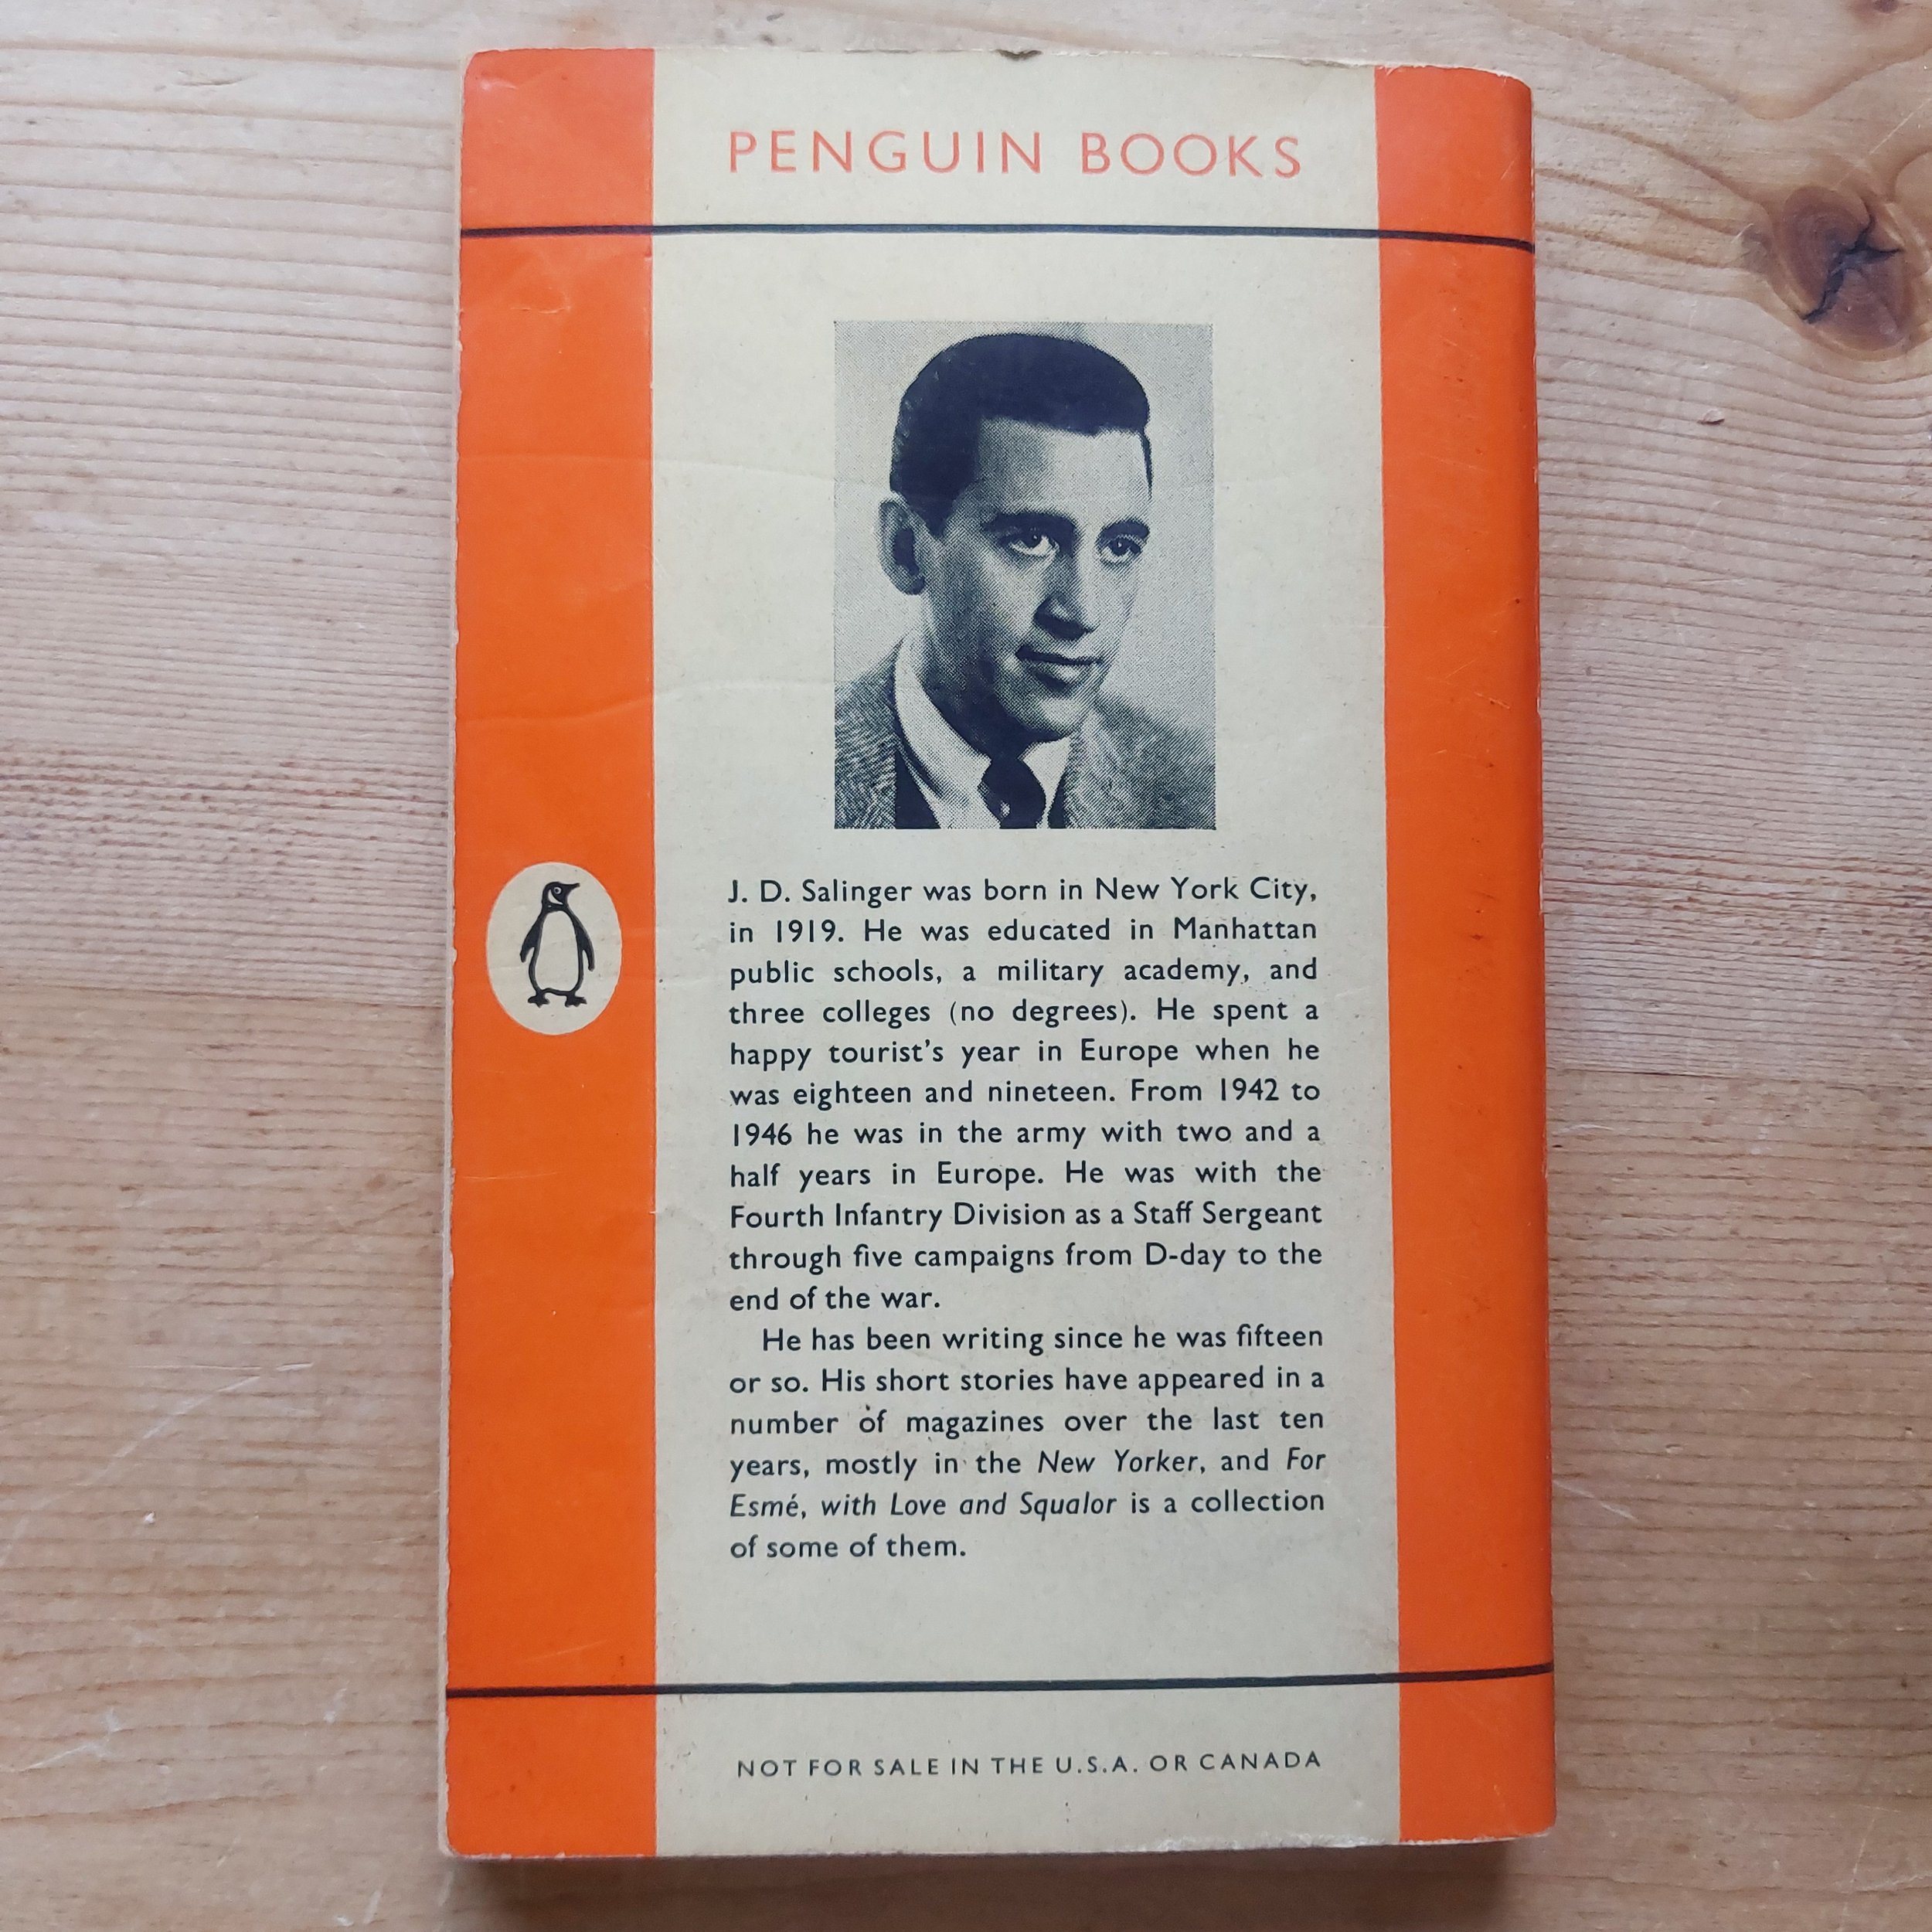 PENGUIN BOOKS
J. D. Salinger was born in New York City,
in 1919. He was educated in Manhattan
public schools, a military academy, and
three colleges (no degrees). He spent a
happy tourist's year in Europe when he
was eighteen and nineteen. From 1942 to
1946 he was in the army with two and a
half years in Europe. He was with the
Fourth Infantry Division as a Staff Sergeant
through five campaigns from D-day to the
end of the war.
He has been writing since he was fifteen
or so. His short stories have appeared in a
number of magazines over the last ten
years, mostly in the New Yorker, and For
Esmé, with Love and Squalor is a collection
of some of them.
NOT FOR SALE IN THE U.S.A. OR CANADA